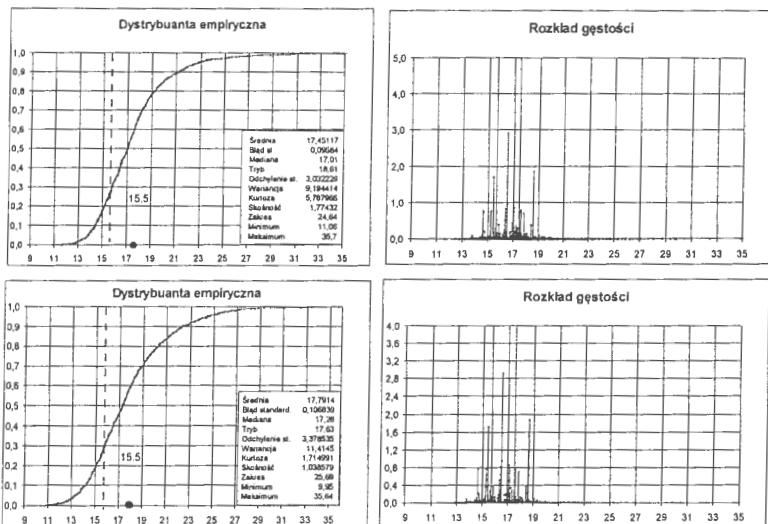 Dystrybuanta empiryczna
1,0
0,9
0,8
0,7
0,6
0,5
0,4
0,3
0,2
0,1
0,0
9 11 13 15 17 19 21 23 25 27 29 31 33 35
15.5
Średnia 17,45117
Błąd st 0,09584
Mediana 17,01
Tryb 18,61
Odchylenie st. 3,032228
Wariancja 9,194414
Kurtoza 5,787966
Skośność 1,77432
Zakres 24,64
Minimum 11,06
Maksimum 35,7
Rozkład gęstości
5,0
4,0
3,0
2,0
1,0
0,0
9 11 13 15 17 19 21 23 25 27 29 31 33 35
Dystrybuanta empiryczna
1,0
0,9
0,8
0,7
0,6
0,5
0,4
0,3
0,2
0,1
0,0
9 11 13 15 17 19 21 23 25 27 29 31 33 35
15.5
Średnia 17,7914
Błąd standard. 0,106839
Mediana 17,28
Tryb 17,63
Odchylenie st. 3,378535
Wariancja 11,4145
Kurtoza 1,714991
Skośność 1,038579
Zakres 25,69
Minimum 9,95
Maksimum 35,64
Rozkład gęstości
4,0
3,6
3,2
2,8
2,4
2,0
1,6
1,2
0,8
0,4
0,0
9 11 13 15 17 19 21 23 25 27 29 31 33 35